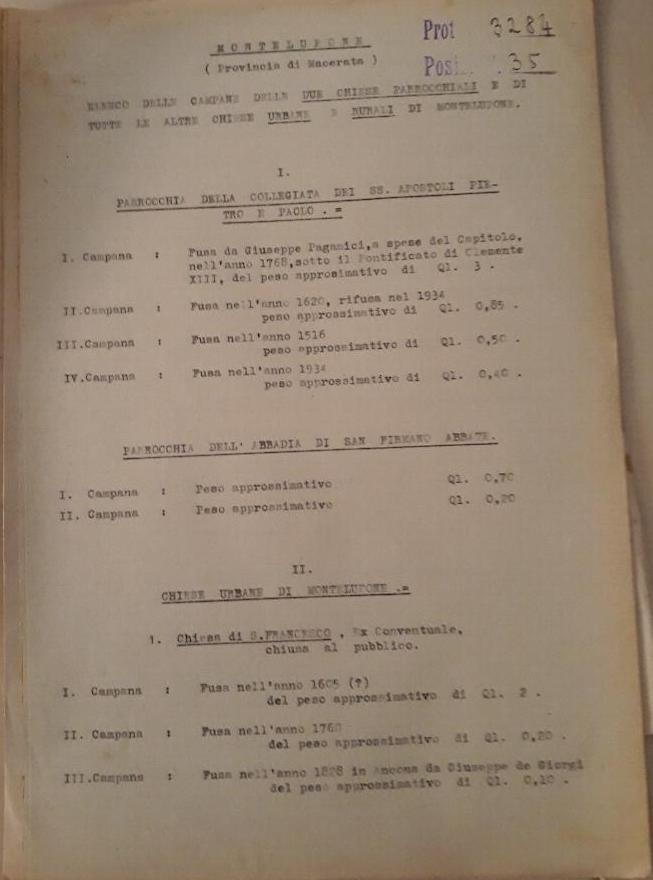 MONTELUPONE
Prot 3284
( Provincia di Macerata )
Posi. 35
ELENCO DELLE CAMPANE DELLE DUE CHIESE PARROCCHIALI E DI
TUTTE LE ALTRE CHIESE URBANE E RURALI DI MONTELUPONE.
I.
PARROCCHIA DELLA COLLEGIATA DEI SS. APOSTOLI PIE-
TRO E PAOLO .=
I. Campana : Fusa da Giuseppe Paganici,a spese del Capitolo,
nell'anno 1768,sotto il Pontificato di Clemente
XIII, del peso approssimativo di Ql. 3 .
II.Campana : Fusa nell'anno 1620, rifusa nel 1934
peso approssimativo di Ql. 0,85 .
III.Campana : Fusa nell'anno 1516
peso approssimativo di Ql. 0,50 .
IV.Campana : Fusa nell'anno 1934
peso approssimativo di Ql. 0,40 .
PARROCCHIA DELL'ABBADIA DI SAN FIRMANO ABBATE.
I. Campana : Peso approssimativo Ql. 0,70
II. Campana : Peso approssimativo Ql. 0,20
II.
CHIESE URBANE DI MONTELUPONE .=
1. Chiesa di S.FRANCESCO , Ex Conventuale,
chiusa al pubblico.
I. Campana : Fusa nell'anno 1605 (?)
del peso approssimativo di Ql. 2 .
II. Campana : Fusa nell'anno
del peso approssimativo di Ql. 0,20 .
III.Campana : Fusa nell'anno 1828 in Ancona da Giuseppe de Giorgi
del peso approssimativo di Ql. 0,10 .